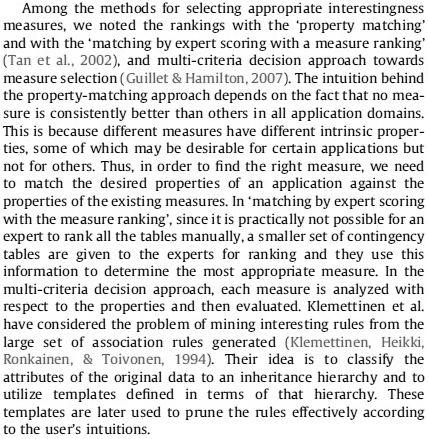 Among the methods for selecting appropriate interestingness
measures, we noted the rankings with the ‘property matching’
and with the ‘matching by expert scoring with a measure ranking’
(Tan et al., 2002), and multi-criteria decision approach towards
measure selection (Guillet & Hamilton, 2007). The intuition behind
the property-matching approach depends on the fact that no mea-
sure is consistently better than others in all application domains.
This is because different measures have different intrinsic proper-
ties, some of which may be desirable for certain applications but
not for others. Thus, in order to find the right measure, we need
to match the desired properties of an application against the
properties of the existing measures. In ‘matching by expert scoring
with the measure ranking’, since it is practically not possible for an
expert to rank all the tables manually, a smaller set of contingency
tables are given to the experts for ranking and they use this
information to determine the most appropriate measure. In the
multi-criteria decision approach, each measure is analyzed with
respect to the properties and then evaluated. Klemettinen et al.
have considered the problem of mining interesting rules from the
large set of association rules generated (Klemettinen, Heikki,
Ronkainen, & Toivonen, 1994). Their idea is to classify the
attributes of the original data to an inheritance hierarchy and to
utilize templates defined in terms of that hierarchy. These
templates are later used to prune the rules effectively according
to the user's intuitions.